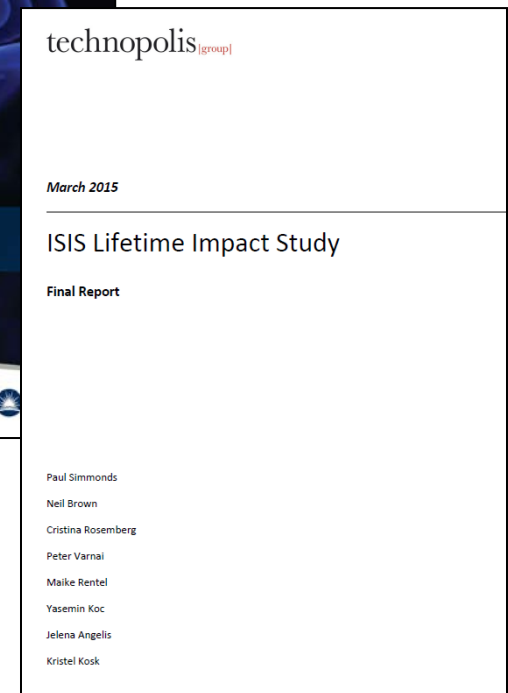 technopolis |group|
March 2015
ISIS Lifetime Impact Study
Final Report
Paul Simmonds
Neil Brown
Cristina Rosemberg
Peter Varnai
Maike Rentel
Yasemin Koc
Jelena Angelis
Kristel Kosk